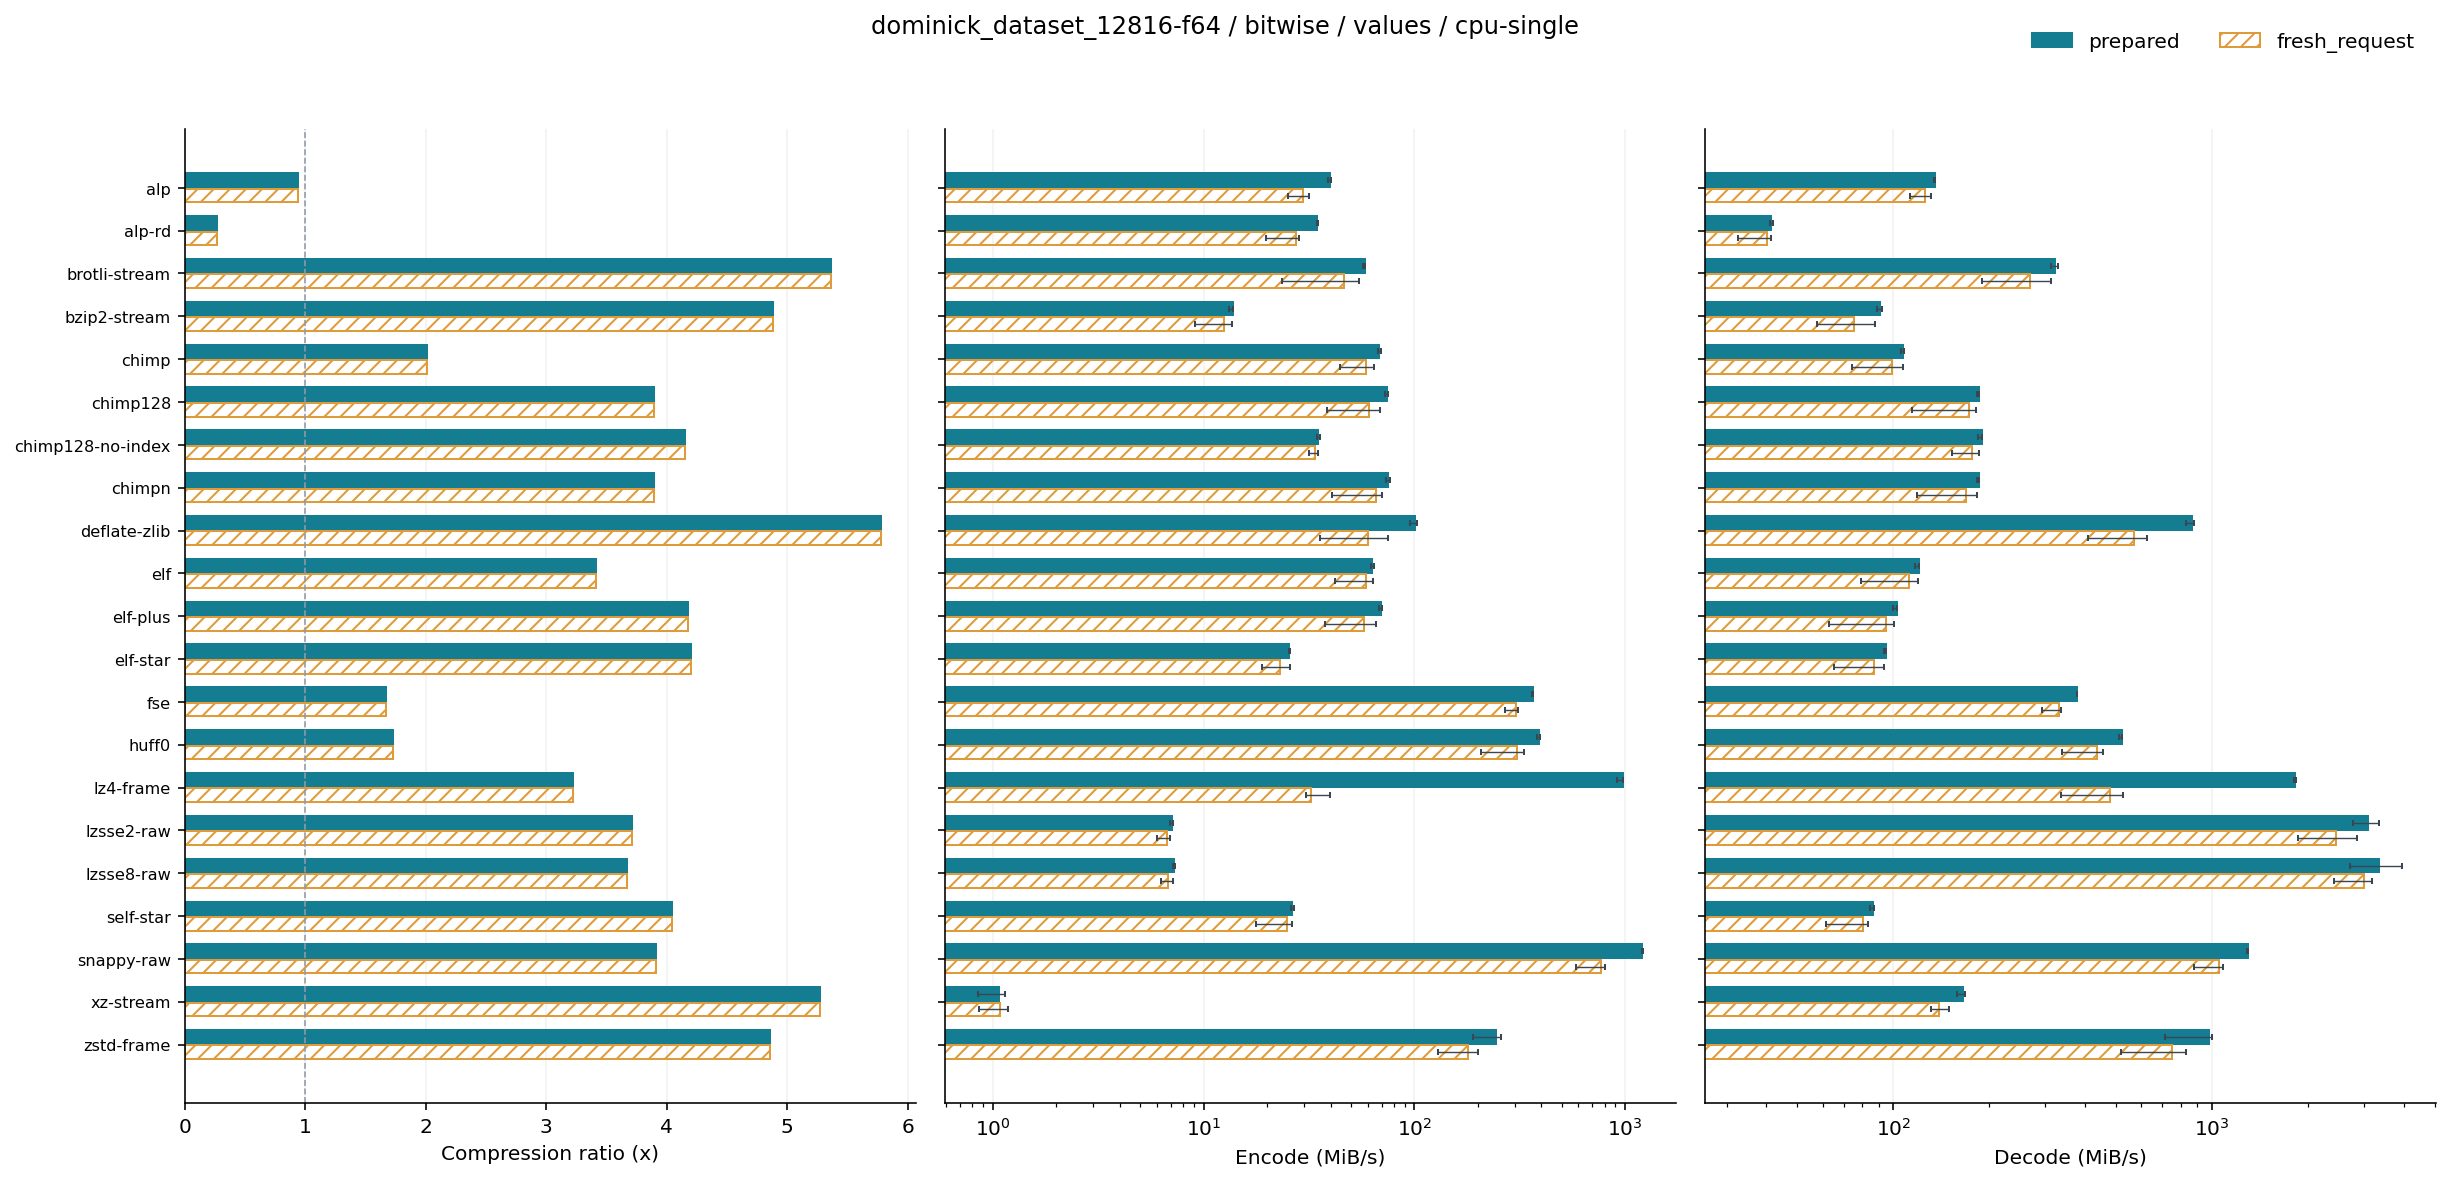 dominick_dataset_12816-f64 / bitwise / values / cpu-single
prepared
fresh_request
alp
alp-rd
brotli-stream
bzip2-stream
chimp
chimp128
chimp128-no-index
chimpn
deflate-zlib
elf
elf-plus
elf-star
fse
huff0
lz4-frame
lzsse2-raw
lzsse8-raw
self-star
snappy-raw
xz-stream
zstd-frame
0 1 2 3 4 5 6
Compression ratio (x)
10⁰ 10¹ 10² 10³
Encode (MiB/s)
10² 10³
Decode (MiB/s)